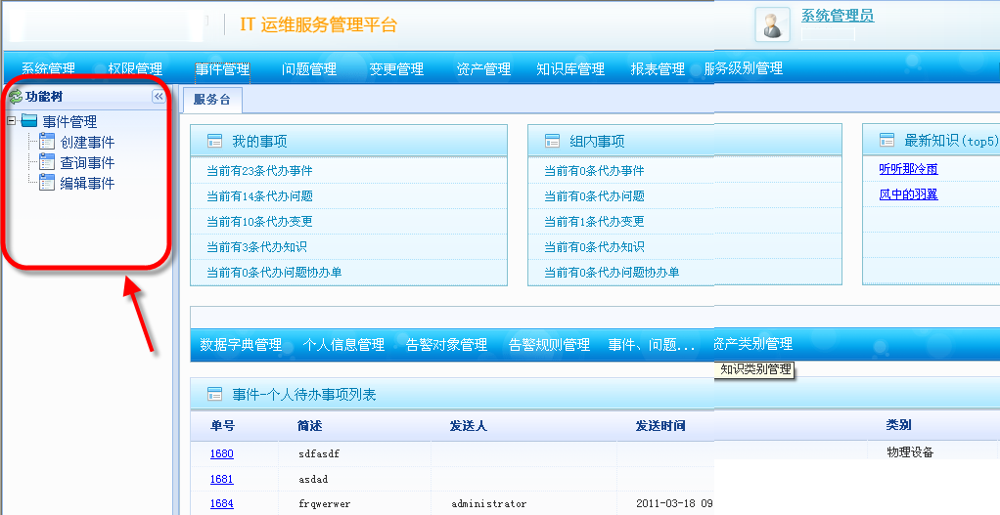 IT 运维服务管理平台
系统管理员
系统管理 权限管理 事件管理 问题管理 变更管理 资产管理 知识库管理 报表管理 服务级别管理
功能树
事件管理
创建事件
查询事件
编辑事件
服务台
我的事项
当前有23条代办事件
当前有14条代办问题
当前有10条代办变更
当前有3条代办知识
当前有0条代办问题协办单
组内事项
当前有0条代办事件
当前有0条代办问题
当前有1条代办变更
当前有0条代办知识
当前有0条代办问题协办单
最新知识(top5)
听听那冷雨
风中的羽翼
数据字典管理 个人信息管理 告警对象管理 告警规则管理 事件、问题... 资产类别管理
知识类别管理
事件-个人待办事项列表
单号 简述 发送人 发送时间 类别
1680 sdfasdf 物理设备
1681 asdad
1684 frqwerwer administrator 2011-03-18 09